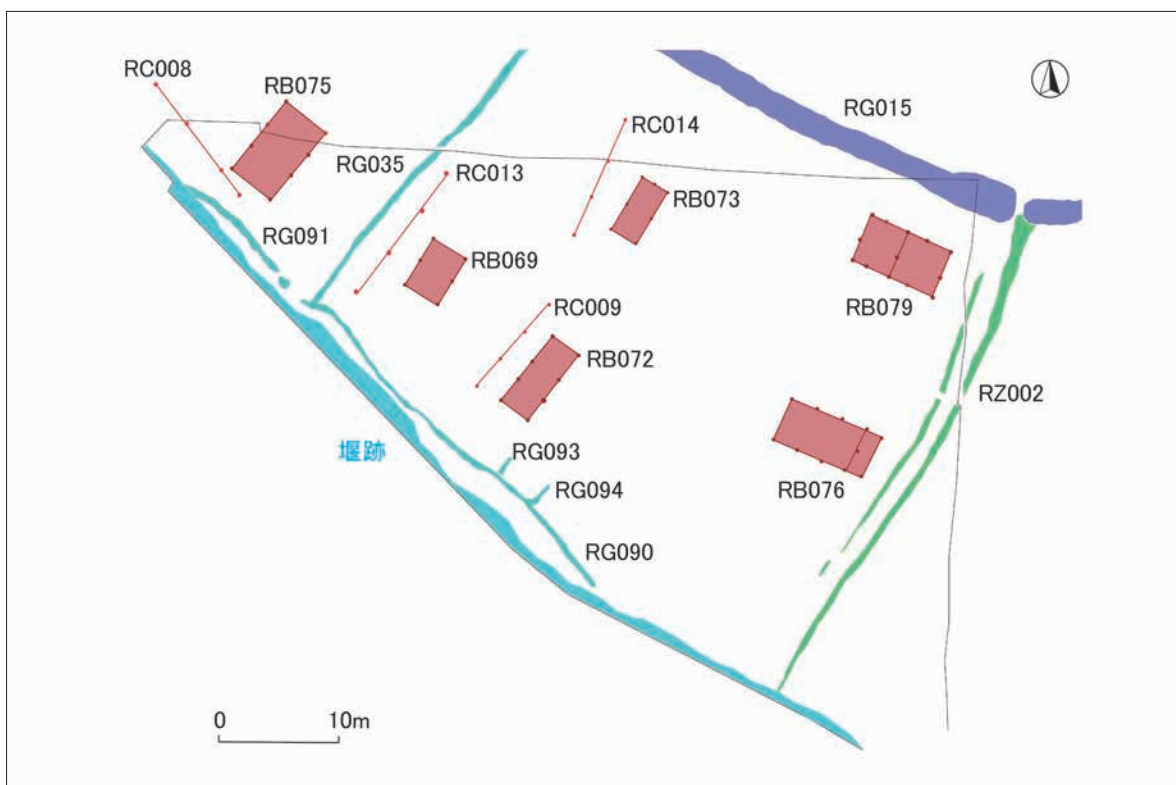 RC008
RB075
RG035
RC013
RC014
RG015
RB073
RG091
RB069
RC009
RB079
RB072
RZ002
堰跡
RG093
RG094
RB076
RG090
0 10m